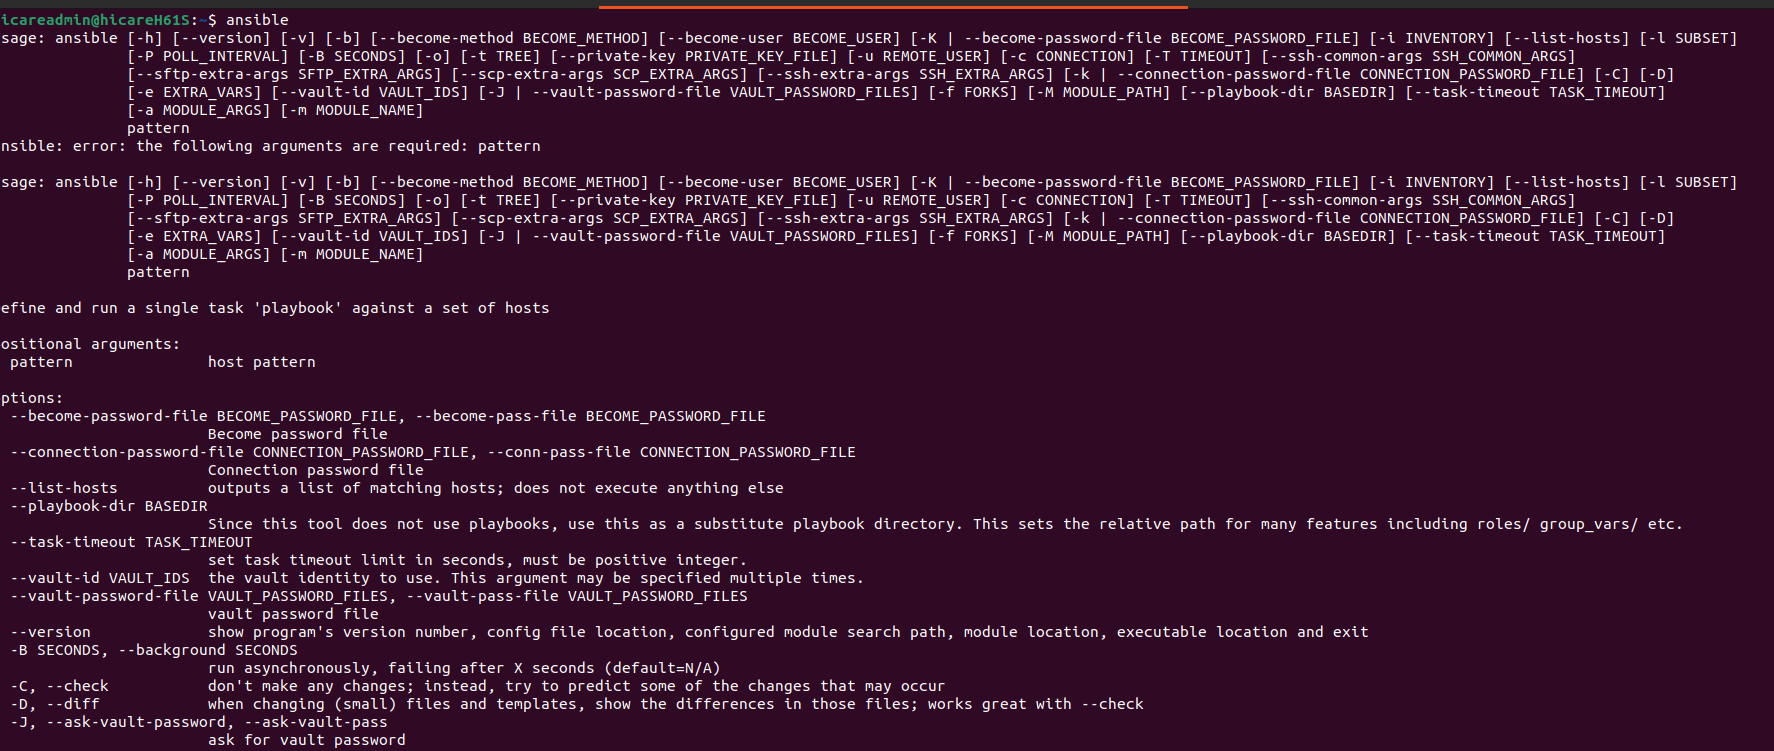 icareadmin@hicareH61S:~$ ansible
sage: ansible [-h] [--version] [-v] [-b] [--become-method BECOME_METHOD] [--become-user BECOME_USER] [-K | --become-password-file BECOME_PASSWORD_FILE] [-i INVENTORY] [--list-hosts] [-l SUBSET]
[-P POLL_INTERVAL] [-B SECONDS] [-o] [-t TREE] [--private-key PRIVATE_KEY_FILE] [-u REMOTE_USER] [-c CONNECTION] [-T TIMEOUT] [--ssh-common-args SSH_COMMON_ARGS]
[--sftp-extra-args SFTP_EXTRA_ARGS] [--scp-extra-args SCP_EXTRA_ARGS] [--ssh-extra-args SSH_EXTRA_ARGS] [-k | --connection-password-file CONNECTION_PASSWORD_FILE] [-C] [-D]
[-e EXTRA_VARS] [--vault-id VAULT_IDS] [-J | --vault-password-file VAULT_PASSWORD_FILES] [-f FORKS] [-M MODULE_PATH] [--playbook-dir BASEDIR] [--task-timeout TASK_TIMEOUT]
[-a MODULE_ARGS] [-m MODULE_NAME]
pattern
nsible: error: the following arguments are required: pattern
sage: ansible [-h] [--version] [-v] [-b] [--become-method BECOME_METHOD] [--become-user BECOME_USER] [-K | --become-password-file BECOME_PASSWORD_FILE] [-i INVENTORY] [--list-hosts] [-l SUBSET]
[-P POLL_INTERVAL] [-B SECONDS] [-o] [-t TREE] [--private-key PRIVATE_KEY_FILE] [-u REMOTE_USER] [-c CONNECTION] [-T TIMEOUT] [--ssh-common-args SSH_COMMON_ARGS]
[--sftp-extra-args SFTP_EXTRA_ARGS] [--scp-extra-args SCP_EXTRA_ARGS] [--ssh-extra-args SSH_EXTRA_ARGS] [-k | --connection-password-file CONNECTION_PASSWORD_FILE] [-C] [-D]
[-e EXTRA_VARS] [--vault-id VAULT_IDS] [-J | --vault-password-file VAULT_PASSWORD_FILES] [-f FORKS] [-M MODULE_PATH] [--playbook-dir BASEDIR] [--task-timeout TASK_TIMEOUT]
[-a MODULE_ARGS] [-m MODULE_NAME]
pattern
efine and run a single task 'playbook' against a set of hosts
ositional arguments:
pattern host pattern
ptions:
--become-password-file BECOME_PASSWORD_FILE, --become-pass-file BECOME_PASSWORD_FILE
Become password file
--connection-password-file CONNECTION_PASSWORD_FILE, --conn-pass-file CONNECTION_PASSWORD_FILE
Connection password file
--list-hosts outputs a list of matching hosts; does not execute anything else
--playbook-dir BASEDIR
Since this tool does not use playbooks, use this as a substitute playbook directory. This sets the relative path for many features including roles/ group_vars/ etc.
--task-timeout TASK_TIMEOUT
set task timeout limit in seconds, must be positive integer.
--vault-id VAULT_IDS the vault identity to use. This argument may be specified multiple times.
--vault-password-file VAULT_PASSWORD_FILES, --vault-pass-file VAULT_PASSWORD_FILES
vault password file
--version show program's version number, config file location, configured module search path, module location, executable location and exit
-B SECONDS, --background SECONDS
run asynchronously, failing after X seconds (default=N/A)
-C, --check don't make any changes; instead, try to predict some of the changes that may occur
-D, --diff when changing (small) files and templates, show the differences in those files; works great with --check
-J, --ask-vault-password, --ask-vault-pass
ask for vault password